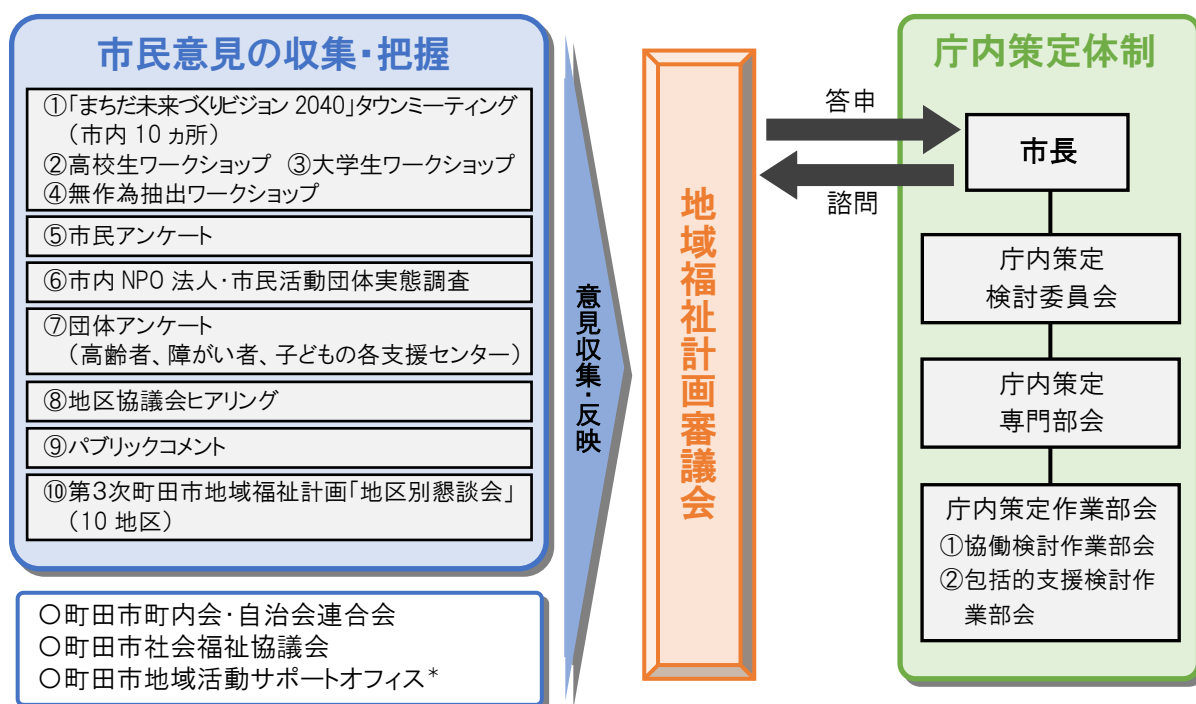 市民意見の収集・把握
①「まちだ未来づくりビジョン 2040」タウンミーティング
（市内 10 ヵ所）
②高校生ワークショップ ③大学生ワークショップ
④無作為抽出ワークショップ
⑤市民アンケート
⑥市内 NPO 法人・市民活動団体実態調査
⑦団体アンケート
（高齢者、障がい者、子どもの各支援センター）
⑧地区協議会ヒアリング
⑨パブリックコメント
⑩第３次町田市地域福祉計画「地区別懇談会」
（10 地区）
〇町田市町内会・自治会連合会
〇町田市社会福祉協議会
〇町田市地域活動サポートオフィス*
意見収集・反映
地域福祉計画審議会
答申
諮問
庁内策定体制
市長
庁内策定
検討委員会
庁内策定
専門部会
庁内策定作業部会
①協働検討作業部会
②包括的支援検討作
業部会